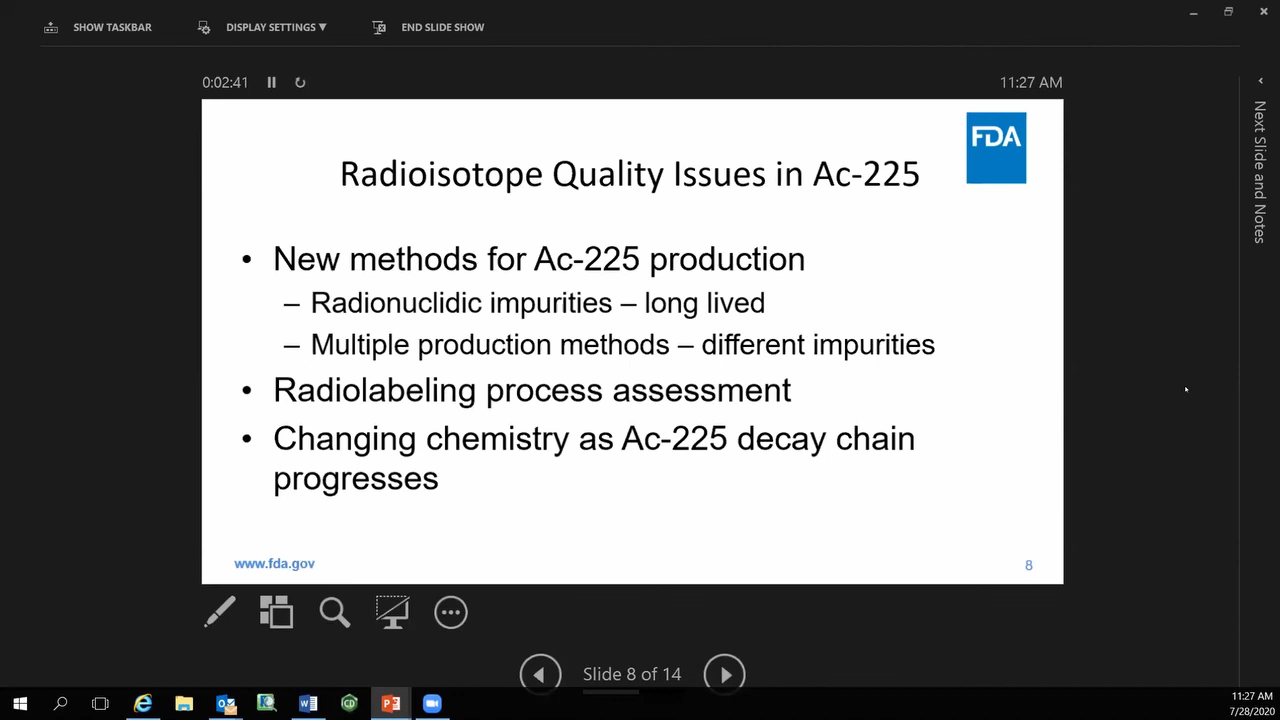 SHOW TASKBAR
DISPLAY SETTINGS ▼
END SLIDE SHOW
0:02:41
11:27 AM
FDA
Radioisotope Quality Issues in Ac-225
• New methods for Ac-225 production
– Radionuclidic impurities – long lived
– Multiple production methods – different impurities
• Radiolabeling process assessment
• Changing chemistry as Ac-225 decay chain
progresses
www.fda.gov
8
Next Slide and Notes
Slide 8 of 14
11:27 AM
7/28/2020